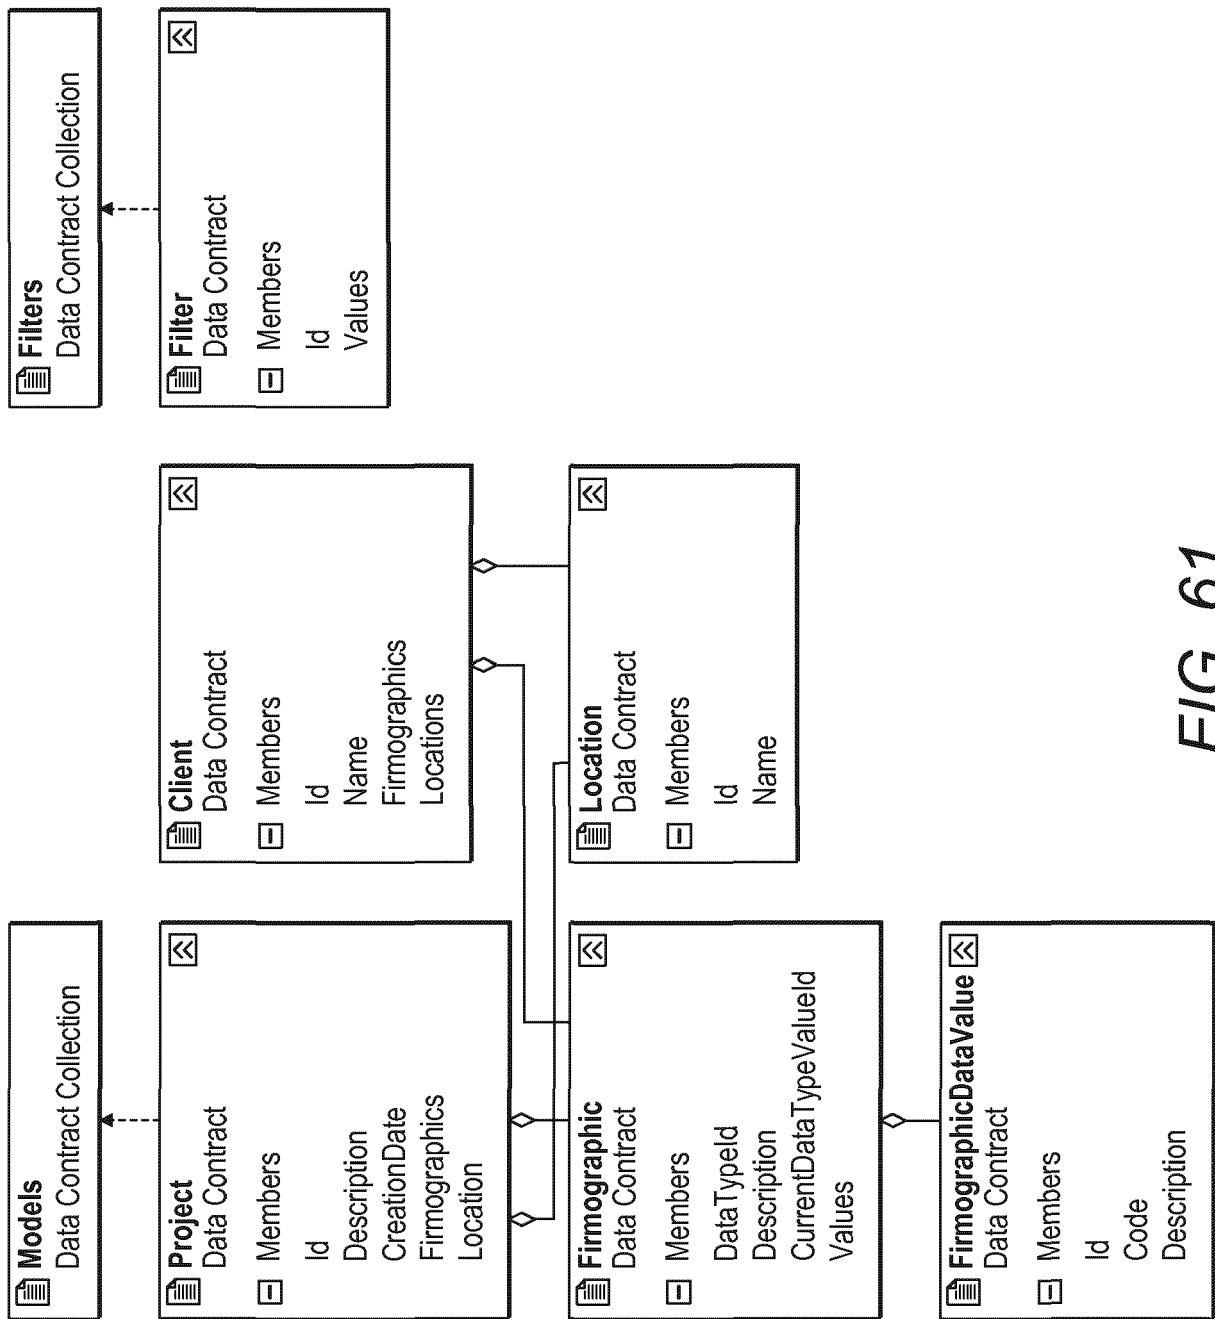 Models
Data Contract Collection
Project
Data Contract
Members
Id
Description
CreationDate
Firmographics
Location
Firmographic
Data Contract
Members
DataTypeId
Description
CurrentDataTypeValueId
Values
FirmographicDataValue
Data Contract
Members
Id
Code
Description
Client
Data Contract
Members
Id
Name
Firmographics
Locations
Location
Data Contract
Members
Id
Name
Filters
Data Contract Collection
Filter
Data Contract
Members
Id
Values
FIG. 61